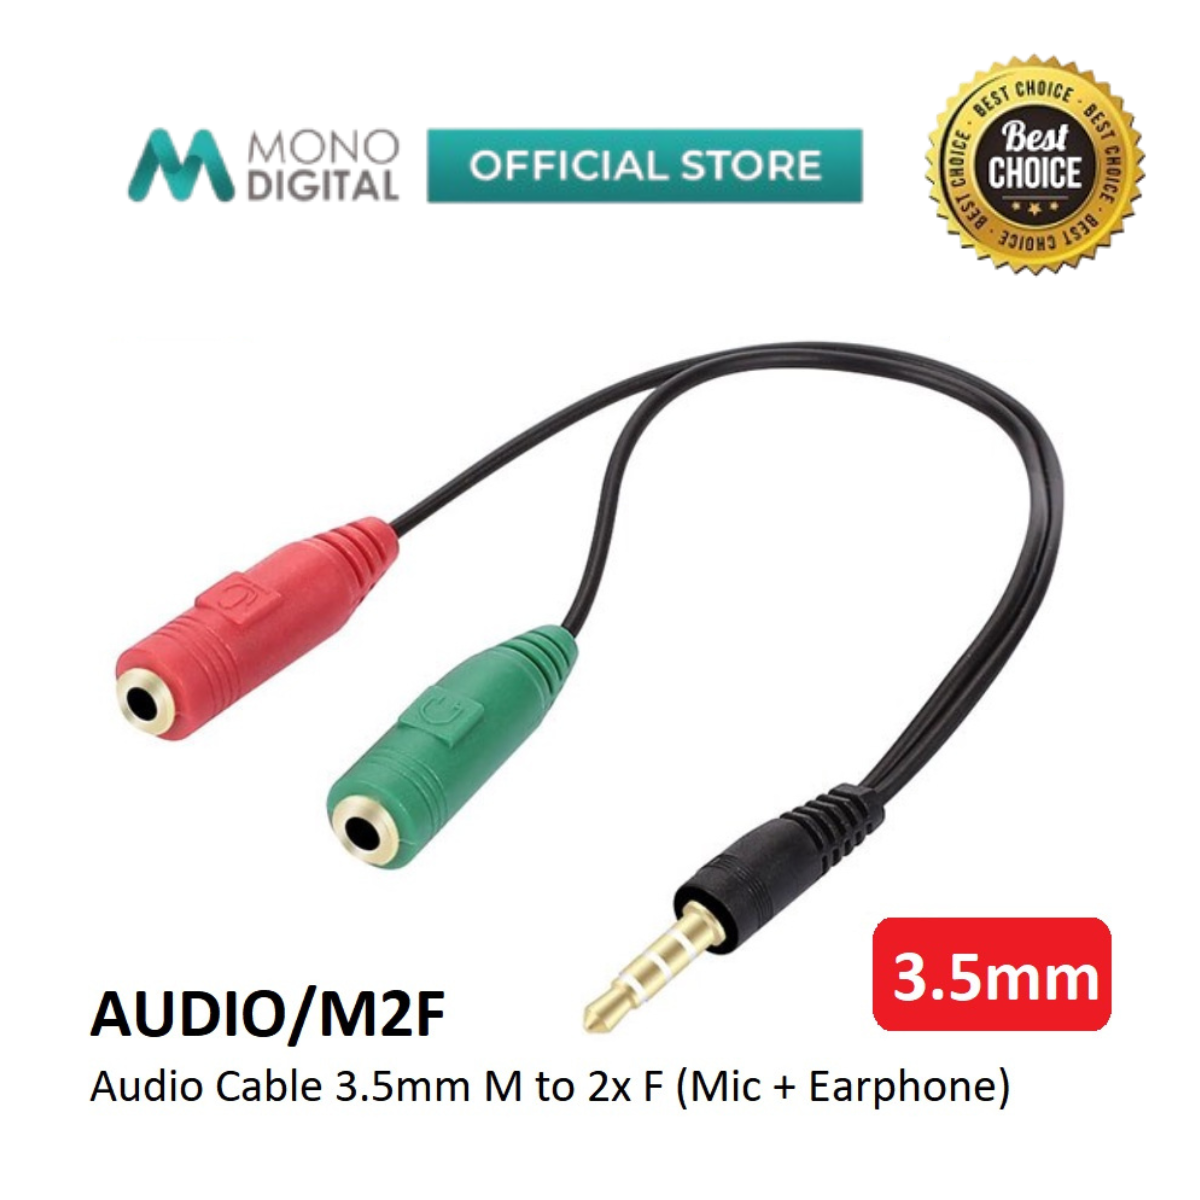 MONO
DIGITAL
OFFICIAL STORE
BEST CHOICE · BEST CHOICE · BEST CHOICE · BEST CHOICE ·
Best
CHOICE
3.5mm
AUDIO/M2F
Audio Cable 3.5mm M to 2x F (Mic + Earphone)